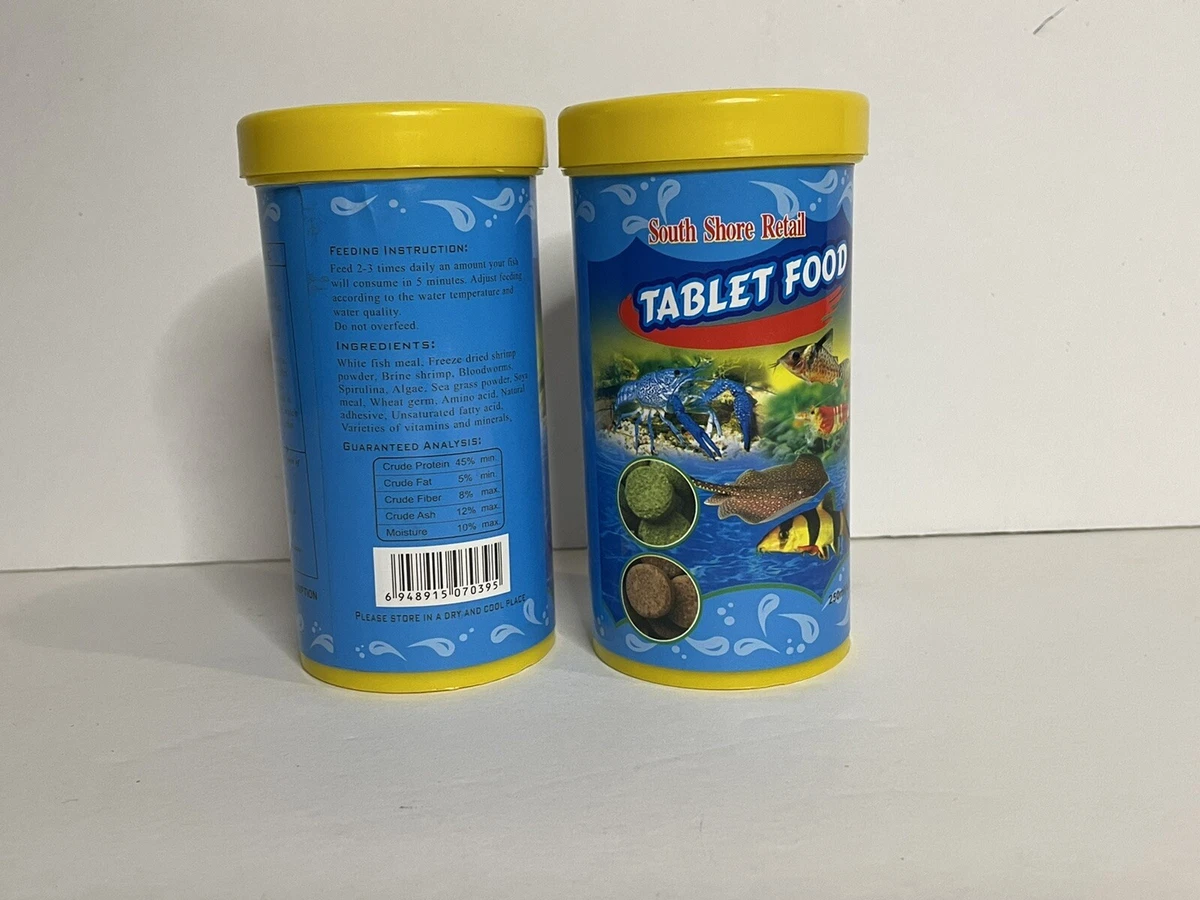 FEEDING INSTRUCTION:
Feed 2-3 times daily an amount your fish
will consume in 5 minutes. Adjust feeding
according to the water temperature and
water quality.
Do not overfeed.
INGREDIENTS:
White fish meal, Freeze dried shrimp
powder, Brine shrimp, Bloodworms,
Spirulina, Algae, Sea grass powder, Soya
meal, Wheat germ, Amino acid, Natural
adhesive, Unsaturated fatty acid,
Varieties of vitamins and minerals,
GUARANTEED ANALYSIS:
Crude Protein 45% min.
Crude Fat 5% min.
Crude Fiber 8% max.
Crude Ash 12% max.
Moisture 10% max.
6 948915 070395
PLEASE STORE IN A DRY AND COOL PLACE
South Shore Retail
TABLET FOOD